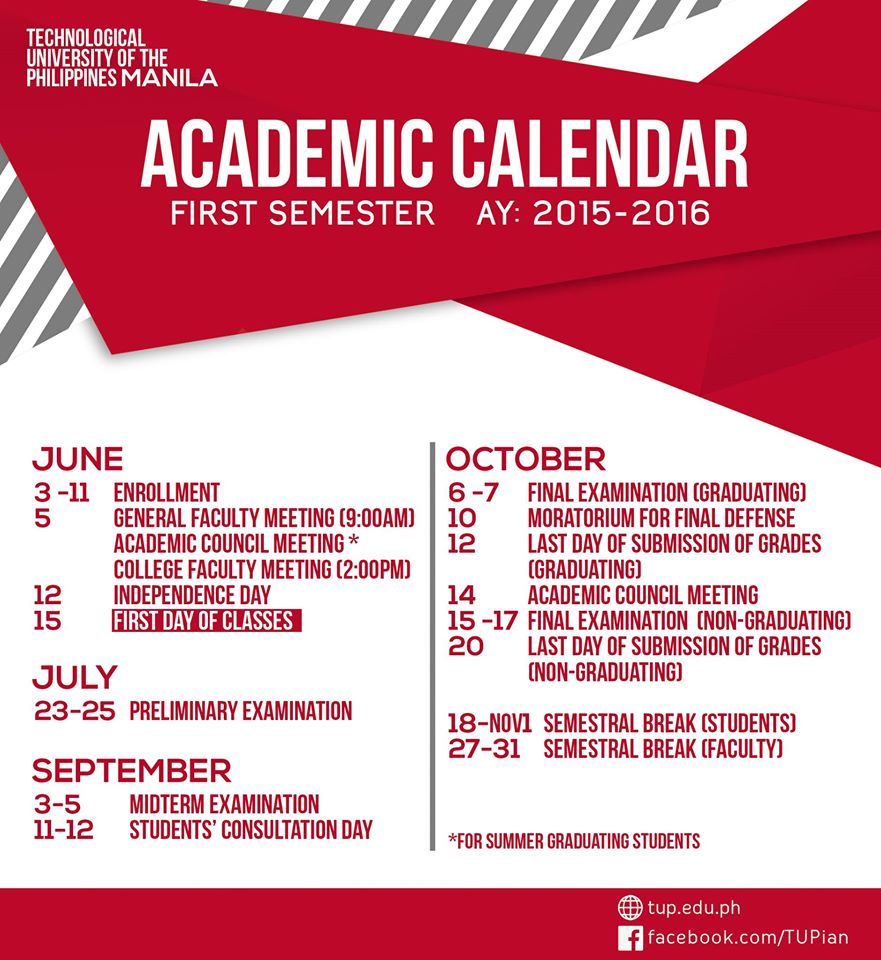 TECHNOLOGICAL
UNIVERSITY OF THE
PHILIPPINES MANILA
ACADEMIC CALENDAR
FIRST SEMESTER AY: 2015-2016
JUNE
3 -11 ENROLLMENT
5 GENERAL FACULTY MEETING (9:00AM)
ACADEMIC COUNCIL MEETING *
COLLEGE FACULTY MEETING (2:00PM)
12 INDEPENDENCE DAY
15 FIRST DAY OF CLASSES
JULY
23-25 PRELIMINARY EXAMINATION
SEPTEMBER
3-5 MIDTERM EXAMINATION
11-12 STUDENTS' CONSULTATION DAY
OCTOBER
6 -7 FINAL EXAMINATION (GRADUATING)
10 MORATORIUM FOR FINAL DEFENSE
12 LAST DAY OF SUBMISSION OF GRADES
(GRADUATING)
14 ACADEMIC COUNCIL MEETING
15 -17 FINAL EXAMINATION (NON-GRADUATING)
20 LAST DAY OF SUBMISSION OF GRADES
(NON-GRADUATING)
18-NOV1 SEMESTRAL BREAK (STUDENTS)
27-31 SEMESTRAL BREAK (FACULTY)
*FOR SUMMER GRADUATING STUDENTS
tup.edu.ph
facebook.com/TUPian